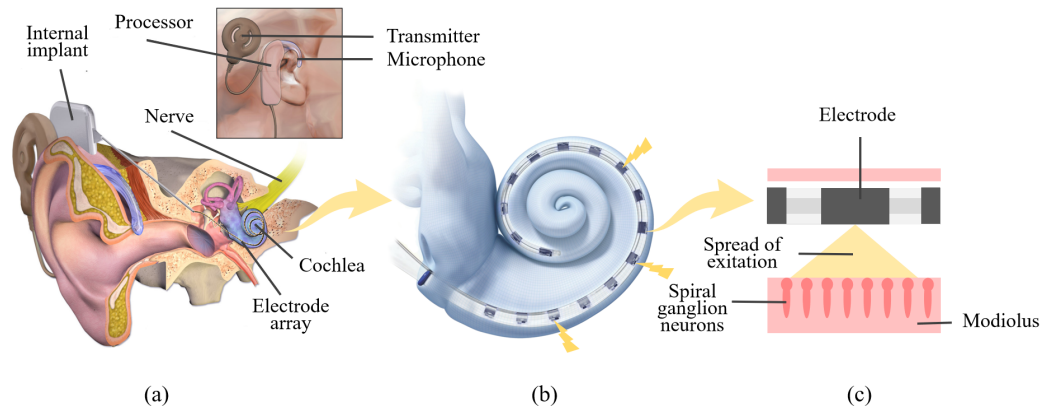 Internal
implant
Processor
Transmitter
Microphone
Nerve
Cochlea
Electrode
array
Electrode
Spread of
exitation
Spiral
ganglion
neurons
Modiolus
(a)
(b)
(c)